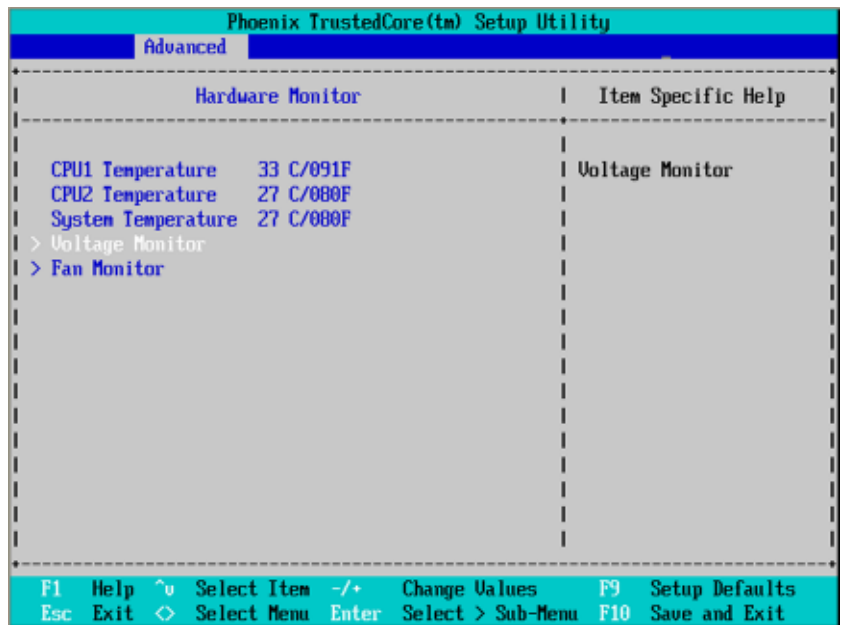 Phoenix TrustedCore(tm) Setup Utility
Advanced
Hardware Monitor
Item Specific Help
CPU1 Temperature 33 C/091F
CPU2 Temperature 27 C/080F
System Temperature 27 C/080F
> Voltage Monitor
> Fan Monitor
Voltage Monitor
F1 Help ^v Select Item -/+ Change Values F9 Setup Defaults
Esc Exit <> Select Menu Enter Select > Sub-Menu F10 Save and Exit